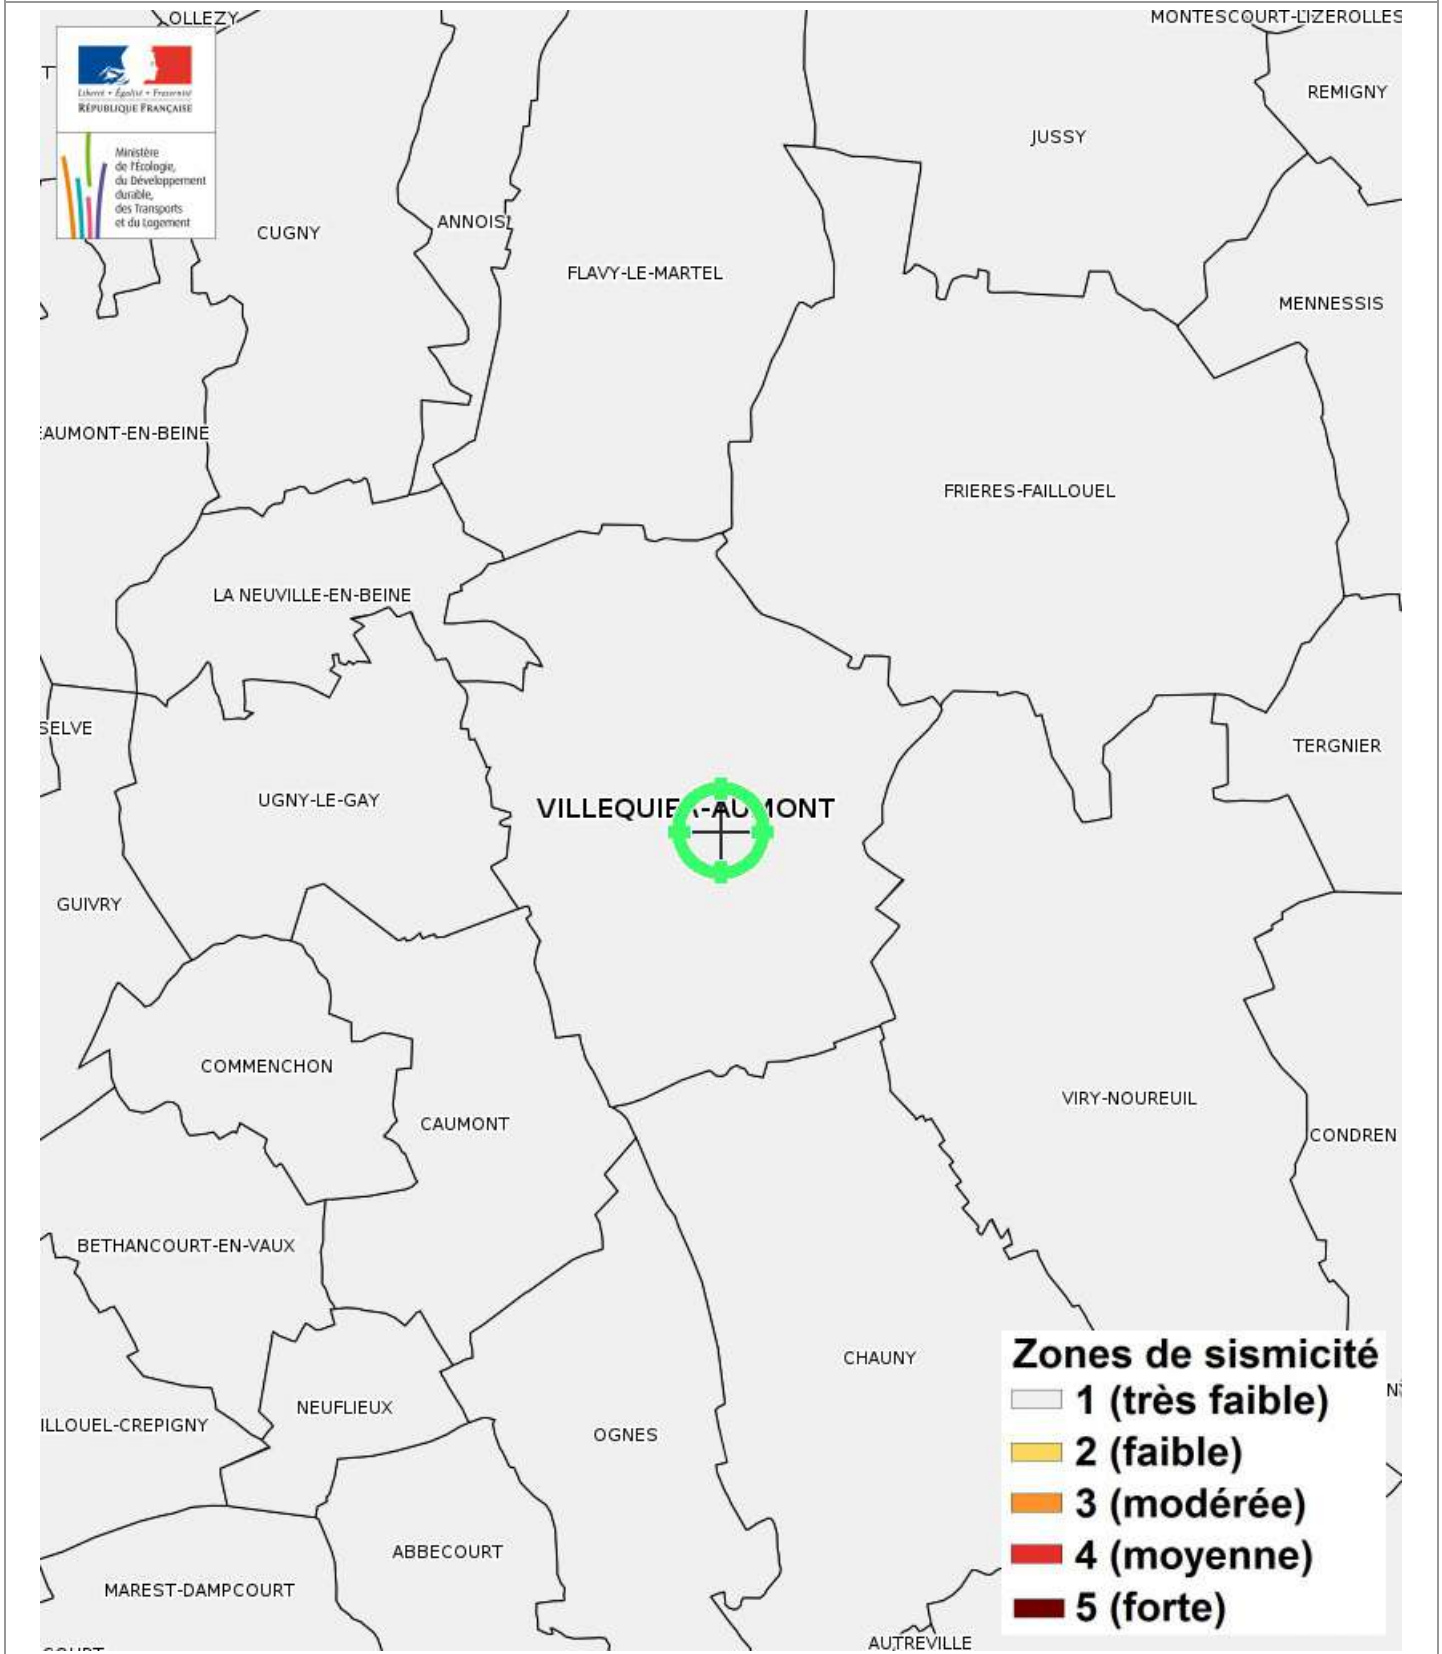 OLLEZY
MONTESCOURT-LIZEROLLES
T
Liberté • Égalité • Fraternité
RÉPUBLIQUE FRANÇAISE
REMIGNY
JUSSY
Ministère
de l'Écologie,
du Développement
durable,
des Transports
et du Logement
CUGNY
ANNOIS
FLAVY-LE-MARTEL
MENNESSIS
EAUMONT-EN-BEINE
FRIERES-FAILLOUEL
LA NEUVILLE-EN-BEINE
SELVE
TERGNIER
UGNY-LE-GAY
VILLEQUIER-AUMONT
GUIVRY
COMMENCHON
VIRY-NOUREUIL
CAUMONT
CONDREN
BETHANCOURT-EN-VAUX
CHAUNY
Zones de sismicité
1 (très faible)
2 (faible)
3 (modérée)
4 (moyenne)
5 (forte)
NEUFLIEUX
ILLOUEL-CREPIGNY
OGNES
ABBECOURT
MAREST-DAMPCOURT
AUTREVILLE